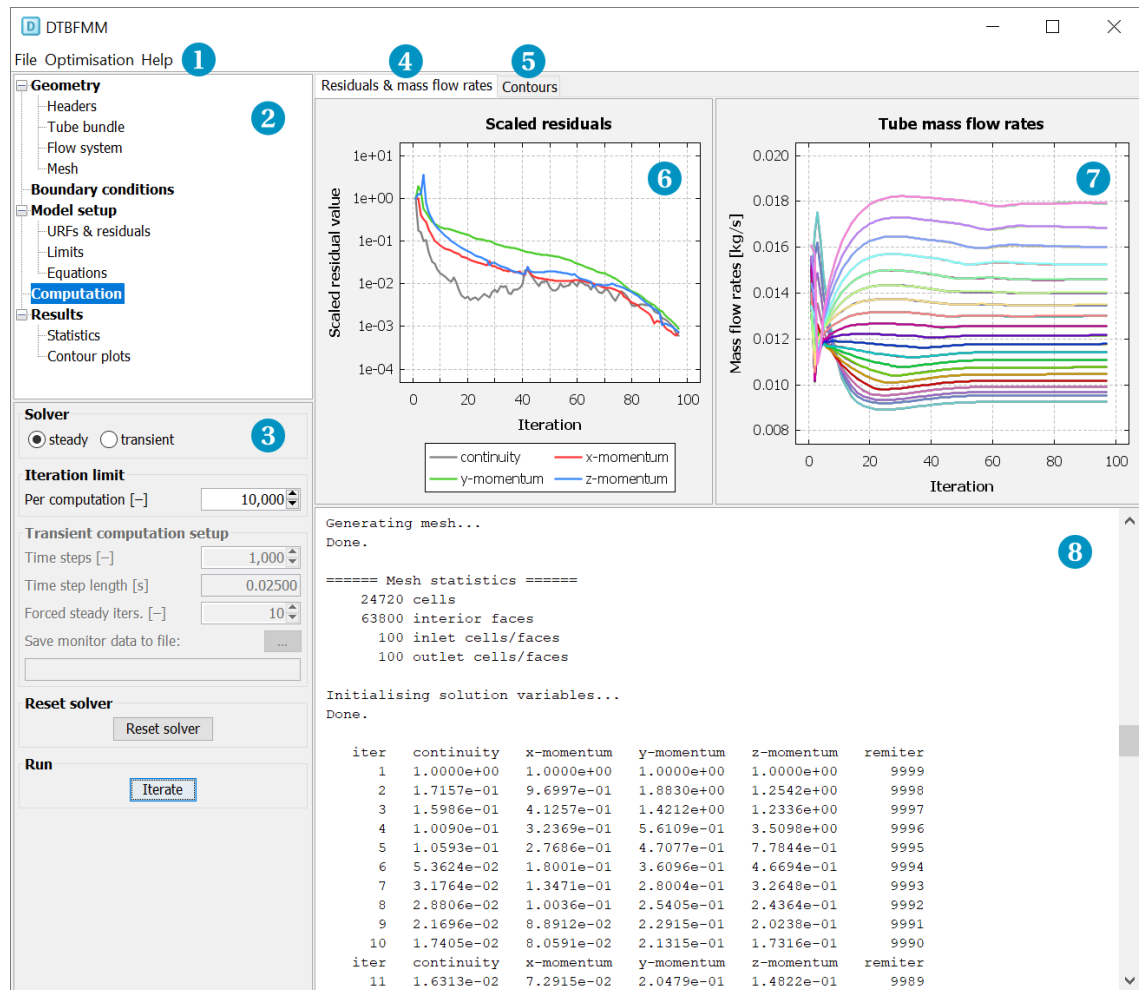 DTBFMM
File Optimisation Help
1
4
5
Geometry
Headers
Tube bundle
Flow system
Mesh
Boundary conditions
Model setup
URFs & residuals
Limits
Equations
Computation
Results
Statistics
Contour plots
2
Solver
steady transient
3
Iteration limit
Per computation [–] 10,000
Transient computation setup
Time steps [–] 1,000
Time step length [s] 0.02500
Forced steady iters. [–] 10
Save monitor data to file: ...
Reset solver
Reset solver
Run
Iterate
Residuals & mass flow rates Contours
Scaled residuals
6
Scaled residual value
1e+01
1e+00
1e-01
1e-02
1e-03
1e-04
0 20 40 60 80 100
Iteration
continuity x-momentum
y-momentum z-momentum
Tube mass flow rates
7
Mass flow rates [kg/s]
0.020
0.018
0.016
0.014
0.012
0.010
0.008
0 20 40 60 80 100
Iteration
8
Generating mesh...
Done.
====== Mesh statistics ======
24720 cells
63800 interior faces
100 inlet cells/faces
100 outlet cells/faces
Initialising solution variables...
Done.
iter continuity x-momentum y-momentum z-momentum remiter
1 1.0000e+00 1.0000e+00 1.0000e+00 1.0000e+00 9999
2 1.7157e-01 9.6997e-01 1.8830e+00 1.2542e+00 9998
3 1.5986e-01 4.1257e-01 1.4212e+00 1.2336e+00 9997
4 1.0090e-01 3.2369e-01 5.6109e-01 3.5098e+00 9996
5 1.0593e-01 2.7686e-01 4.7077e-01 7.7844e-01 9995
6 5.3624e-02 1.8001e-01 3.6096e-01 4.6694e-01 9994
7 3.1764e-02 1.3471e-01 2.8004e-01 3.2648e-01 9993
8 2.8806e-02 1.0036e-01 2.5405e-01 2.4364e-01 9992
9 2.1696e-02 8.8912e-02 2.2915e-01 2.0238e-01 9991
10 1.7405e-02 8.0591e-02 2.1315e-01 1.7316e-01 9990
iter continuity x-momentum y-momentum z-momentum remiter
11 1.6313e-02 7.2915e-02 2.0479e-01 1.4822e-01 9989